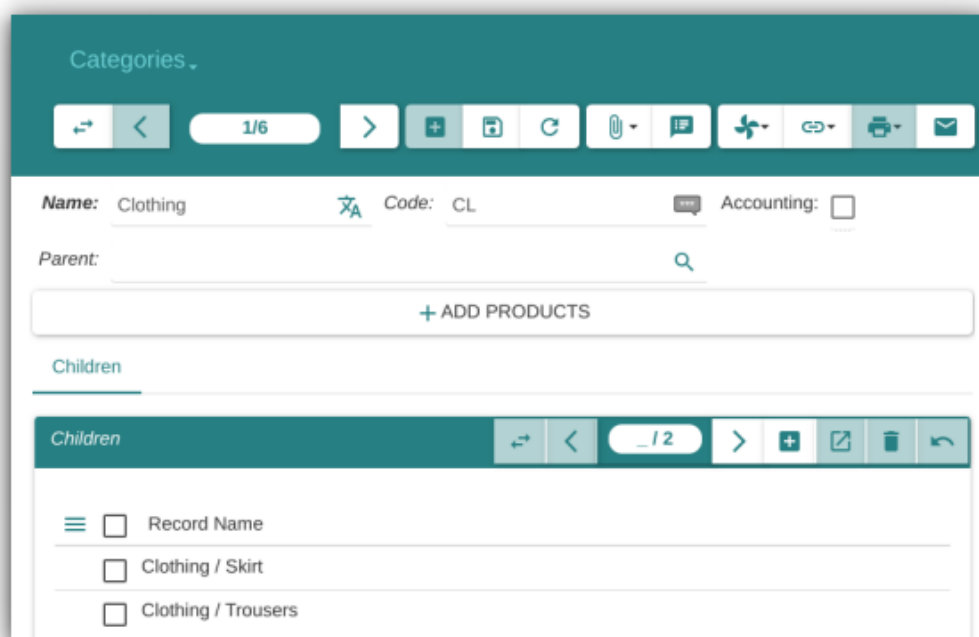 Categories
1/6
Name: Clothing Code: CL Accounting:
Parent:
+ ADD PRODUCTS
Children
Children _ / 2
Record Name
Clothing / Skirt
Clothing / Trousers